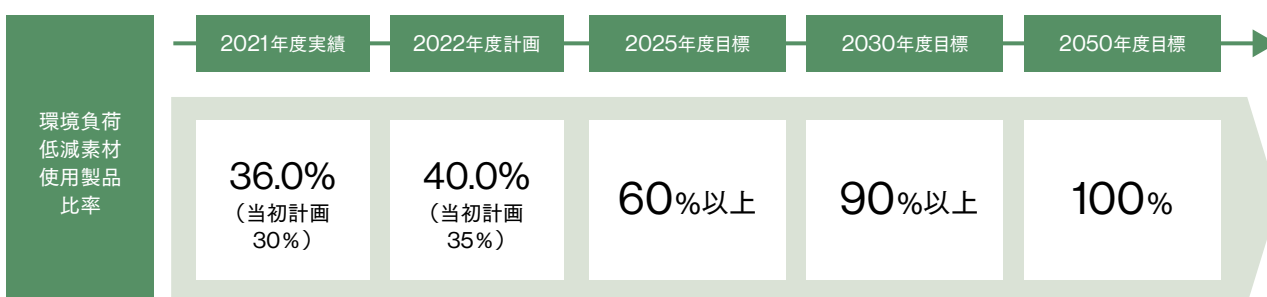 環境負荷
低減素材
使用製品
比率
2021年度実績
2022年度計画
2025年度目標
2030年度目標
2050年度目標
36.0%
（当初計画
30%）
40.0%
（当初計画
35%）
60%以上
90%以上
100%